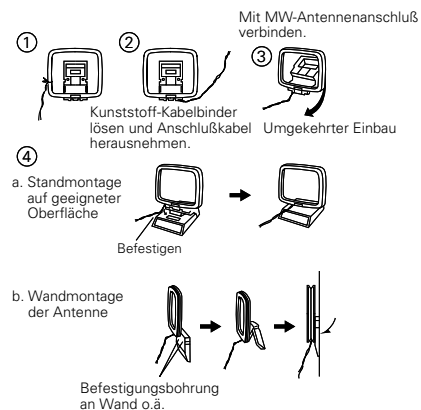 1
2
Mit MW-Antennenanschluß
verbinden.
3
Kunststoff-Kabelbinder
lösen und Anschlußkabel
herausnehmen.
Umgekehrter Einbau
4
a. Standmontage
auf geeigneter
Oberfläche
Befestigen
b. Wandmontage
der Antenne
Befestigungsbohrung
an Wand o.ä.